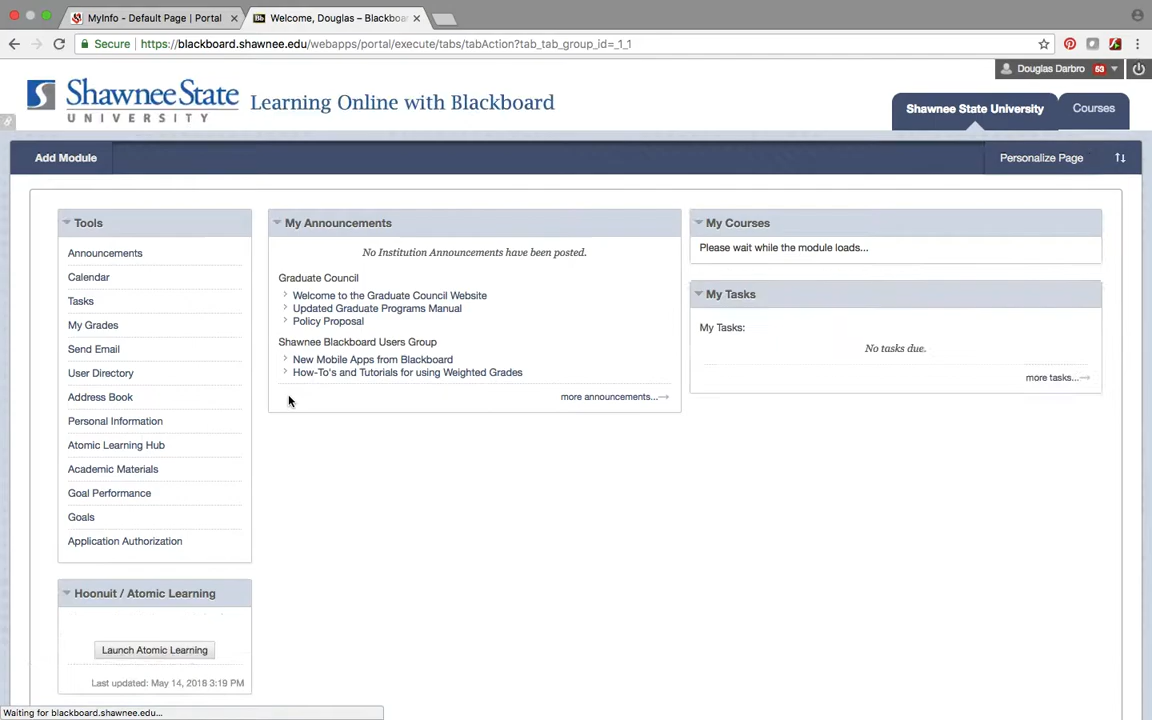 MyInfo - Default Page | Portal
Welcome, Douglas – Blackboa
Secure
https://blackboard.shawnee.edu/webapps/portal/execute/tabs/tabAction?tab_tab_group_id=_1_1
Douglas Darbro 53
Shawnee State
UNIVERSITY
Learning Online with Blackboard
Shawnee State University
Courses
Add Module
Personalize Page
Tools
Announcements
Calendar
Tasks
My Grades
Send Email
User Directory
Address Book
Personal Information
Atomic Learning Hub
Academic Materials
Goal Performance
Goals
Application Authorization
Hoonuit / Atomic Learning
Launch Atomic Learning
Last updated: May 14, 2018 3:19 PM
My Announcements
No Institution Announcements have been posted.
Graduate Council
Welcome to the Graduate Council Website
Updated Graduate Programs Manual
Policy Proposal
Shawnee Blackboard Users Group
New Mobile Apps from Blackboard
How-To's and Tutorials for using Weighted Grades
more announcements...
My Courses
Please wait while the module loads...
My Tasks
My Tasks:
No tasks due.
more tasks...
Waiting for blackboard.shawnee.edu...